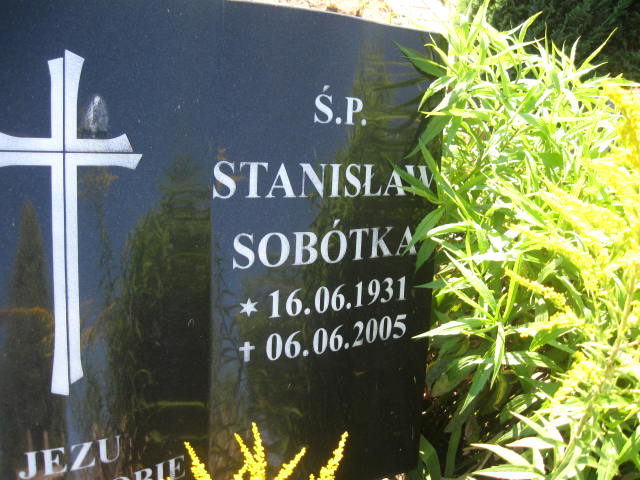 Ś.P.
STANISŁAW
SOBÓTKA
* 16.06.1931
✝ 06.06.2005
JEZU